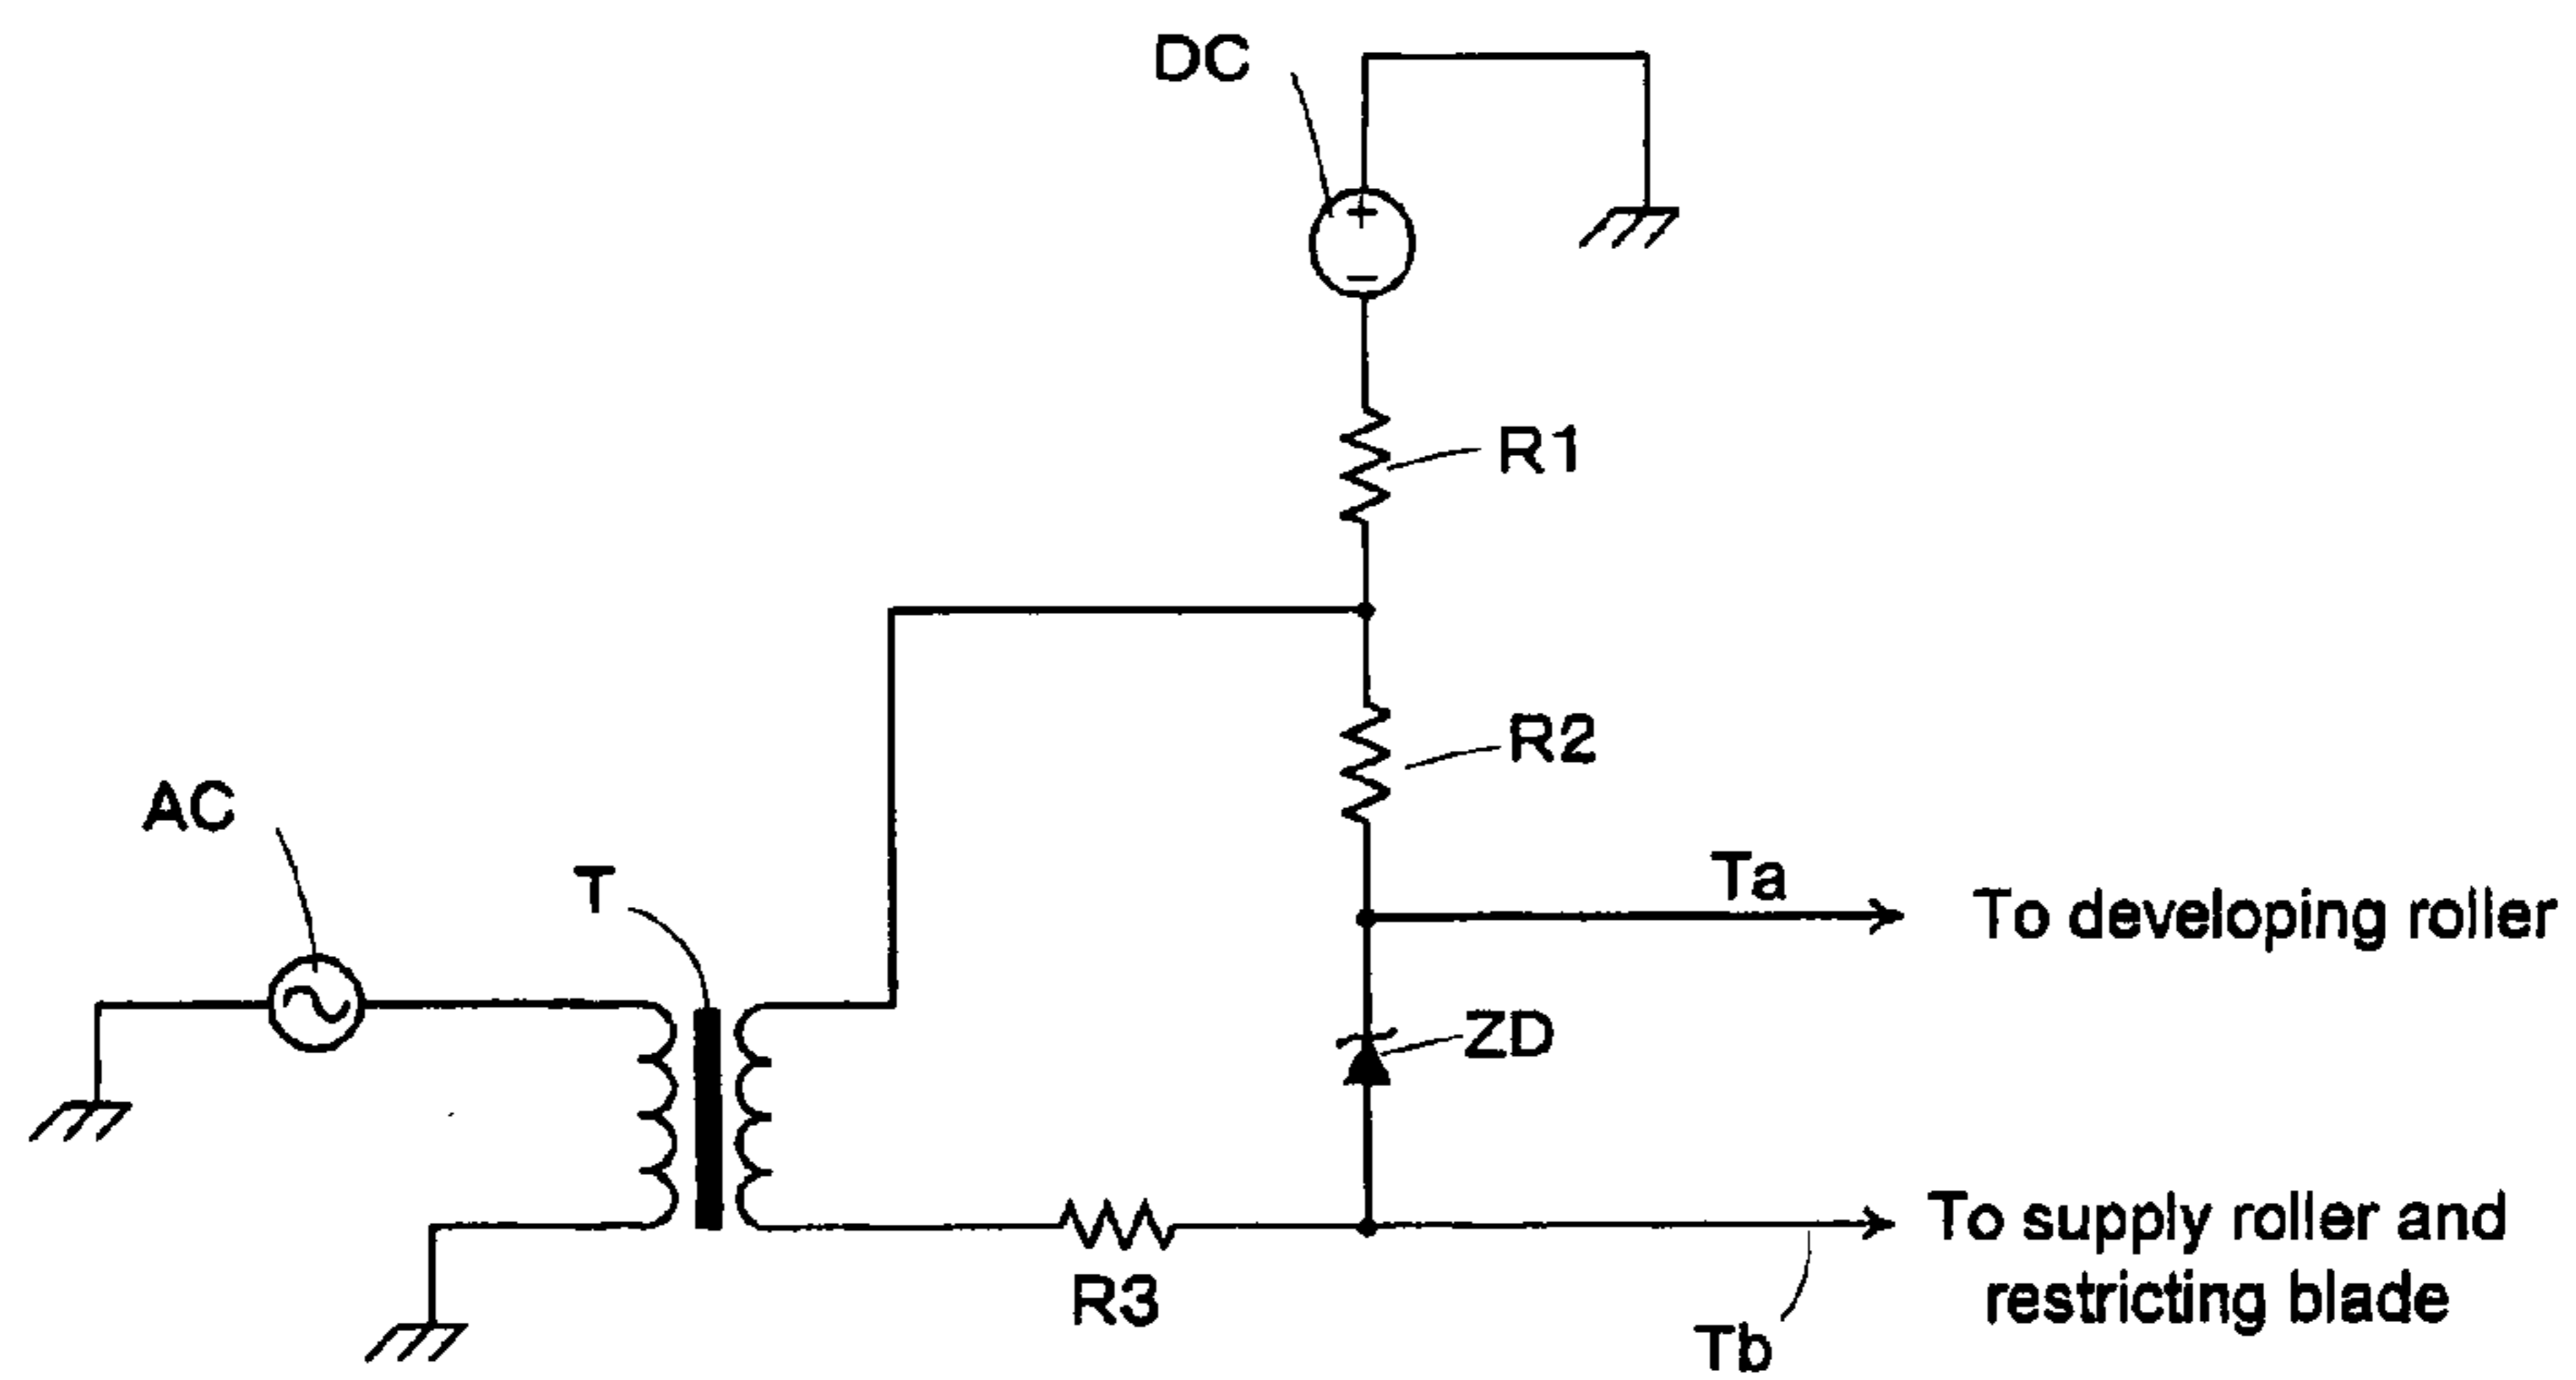 DC
R1
R2
AC
T
Ta
To developing roller
ZD
To supply roller and
restricting blade
R3
Tb